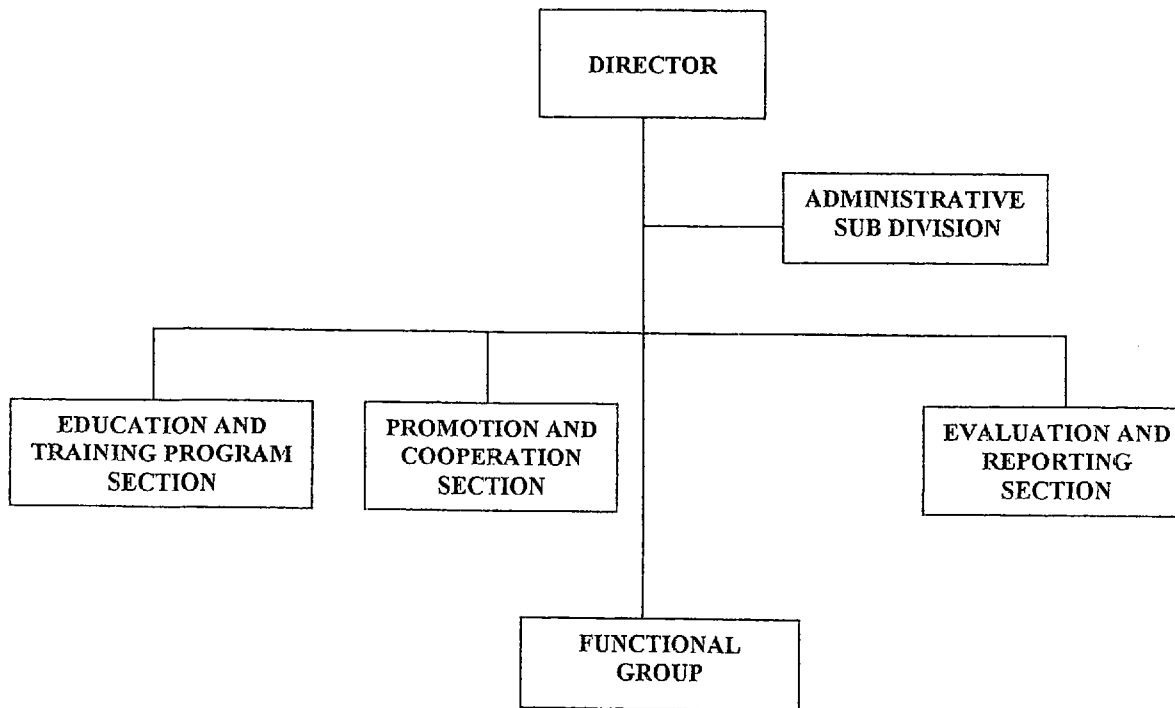 DIRECTOR
ADMINISTRATIVE
SUB DIVISION
EDUCATION AND
TRAINING PROGRAM
SECTION
PROMOTION AND
COOPERATION
SECTION
EVALUATION AND
REPORTING
SECTION
FUNCTIONAL
GROUP